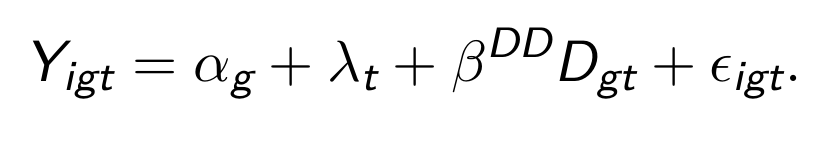 Y_{igt} = α_g + λ_t + β^{DD} D_{gt} + ϵ_{igt}.